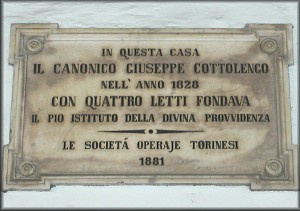 IN QUESTA CASA
IL CANONICO GIUSEPPE COTTOLENGO
NELL'ANNO 1828
CON QUATTRO LETTI FONDAVA
IL PIO ISTITUTO DELLA DIVINA PROVVIDENZA
LE SOCIETÁ OPERAJE TORINESI
1881